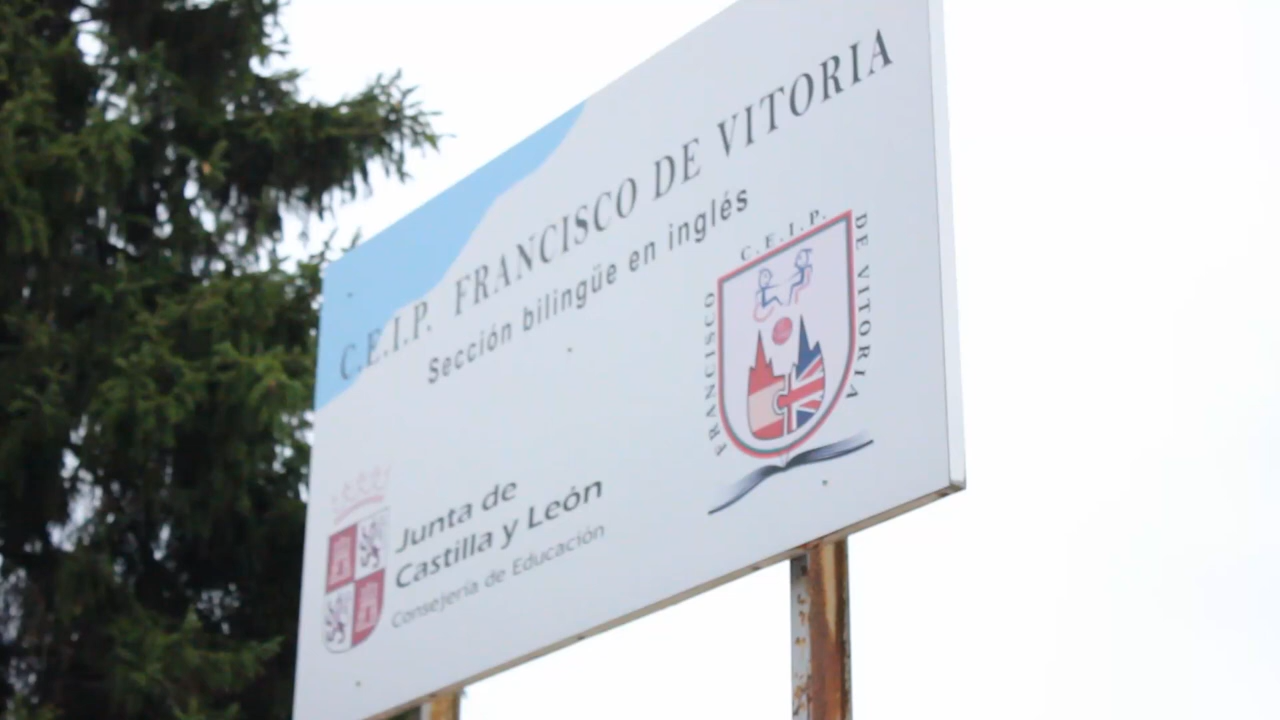 C.E.I.P. FRANCISCO DE VITORIA
Sección bilingüe en inglés
C.E.I.P.
FRANCISCO
DE VITORIA
Junta de
Castilla y León
Consejería de Educación